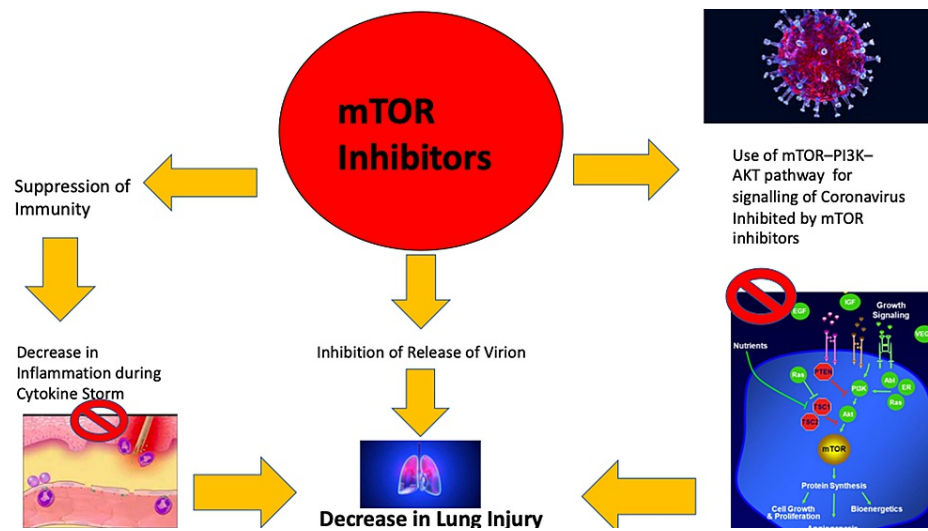 mTOR
Inhibitors
Suppression of
Immunity
Use of mTOR–PI3K–
AKT pathway for
signalling of Coronavirus
Inhibited by mTOR
inhibitors
Decrease in
Inflammation during
Cytokine Storm
Inhibition of Release of Virion
Decrease in Lung Injury
EGF
IGF
Growth
Signaling
VEG
Nutrients
Ras
PTEN
PI3K
Abl
ER
Ras
TSC1
TSC2
Akt
mTOR
Protein Synthesis
Cell Growth
& Proliferation
Bioenergetics
Angiogenesis